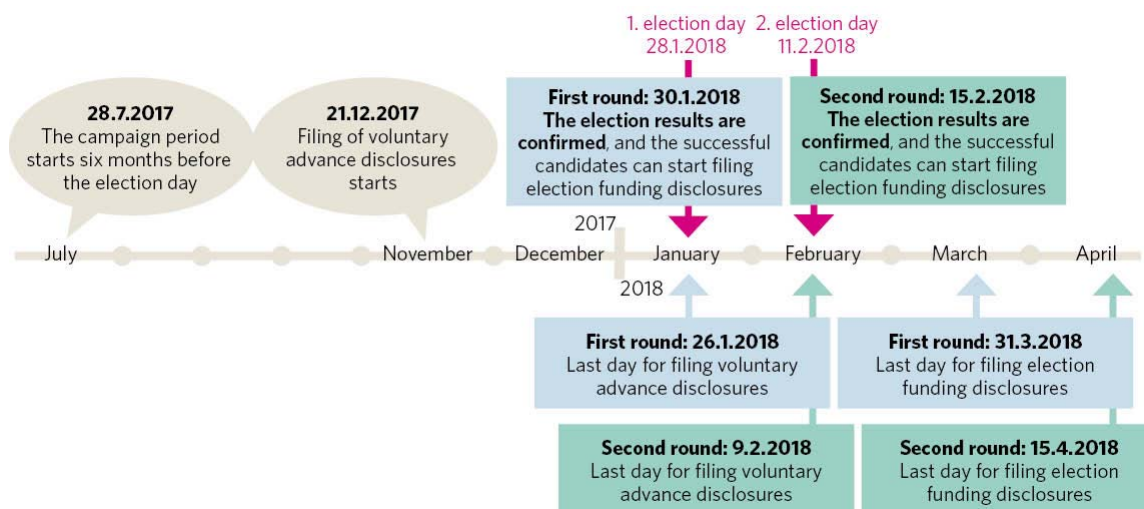 1. election day
28.1.2018
2. election day
11.2.2018
28.7.2017
The campaign period
starts six months before
the election day
21.12.2017
Filing of voluntary
advance disclosures
starts
First round: 30.1.2018
The election results are
confirmed, and the successful
candidates can start filing
election funding disclosures
Second round: 15.2.2018
The election results are
confirmed, and the successful
candidates can start filing
election funding disclosures
2017
July
November
December
January
February
March
April
2018
First round: 26.1.2018
Last day for filing voluntary
advance disclosures
First round: 31.3.2018
Last day for filing election
funding disclosures
Second round: 9.2.2018
Last day for filing voluntary
advance disclosures
Second round: 15.4.2018
Last day for filing election
funding disclosures